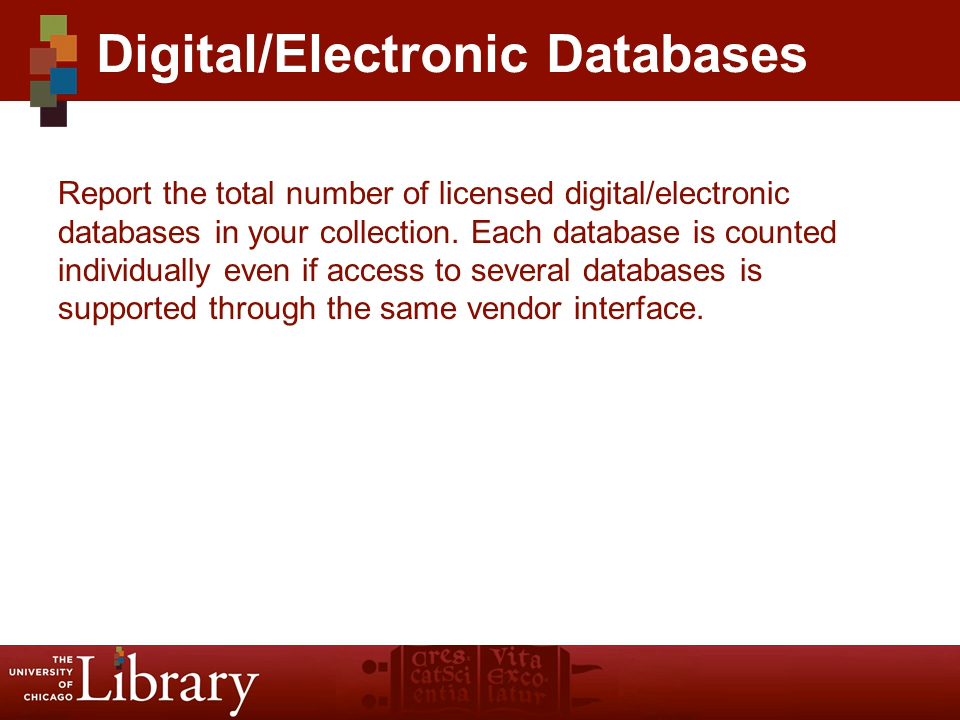 Digital/Electronic Databases
Report the total number of licensed digital/electronic
databases in your collection. Each database is counted
individually even if access to several databases is
supported through the same vendor interface.
THE
UNIVERSITY
OF
CHICAGO
Library
Cres.
catSci
entia
Vita
Exco
latur